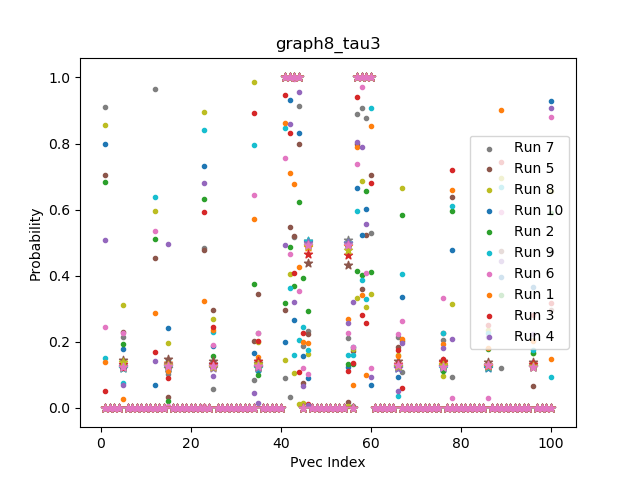 graph8_tau3
1.0
0.8
0.6
0.4
0.2
0.0
Probability
0
20
40
60
80
100
Pvec Index
Run 7
Run 5
Run 8
Run 10
Run 2
Run 9
Run 6
Run 1
Run 3
Run 4